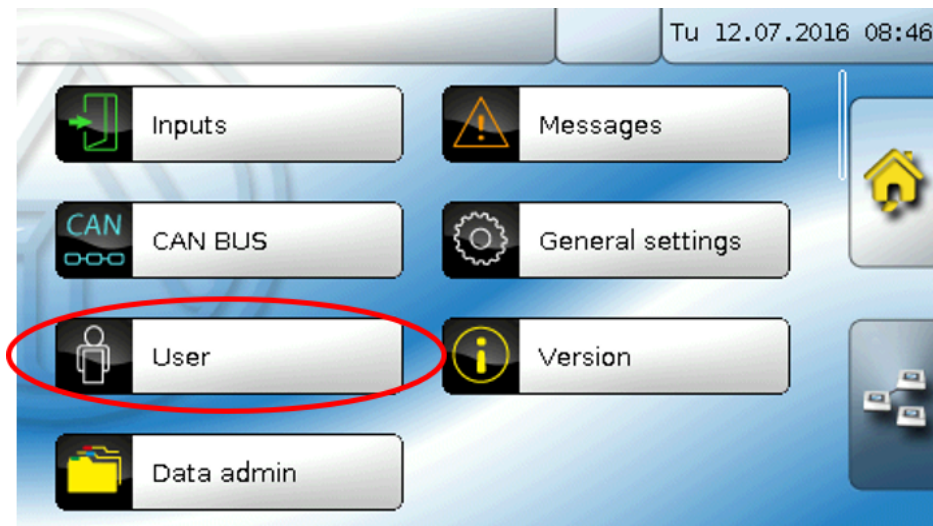 Tu 12.07.2016 08:46
Inputs
Messages
CAN
CAN BUS
General settings
User
Version
Data admin